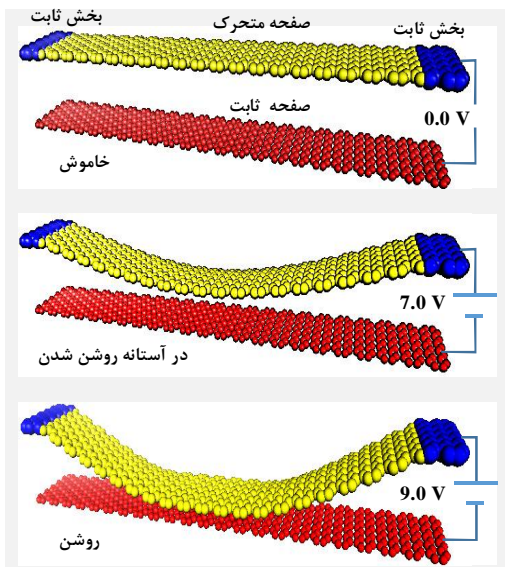 بخش ثابت
صفحه متحرک
بخش ثابت
صفحه ثابت
0.0 V
خاموش
7.0 V
در آستانه روشن شدن
9.0 V
روشن